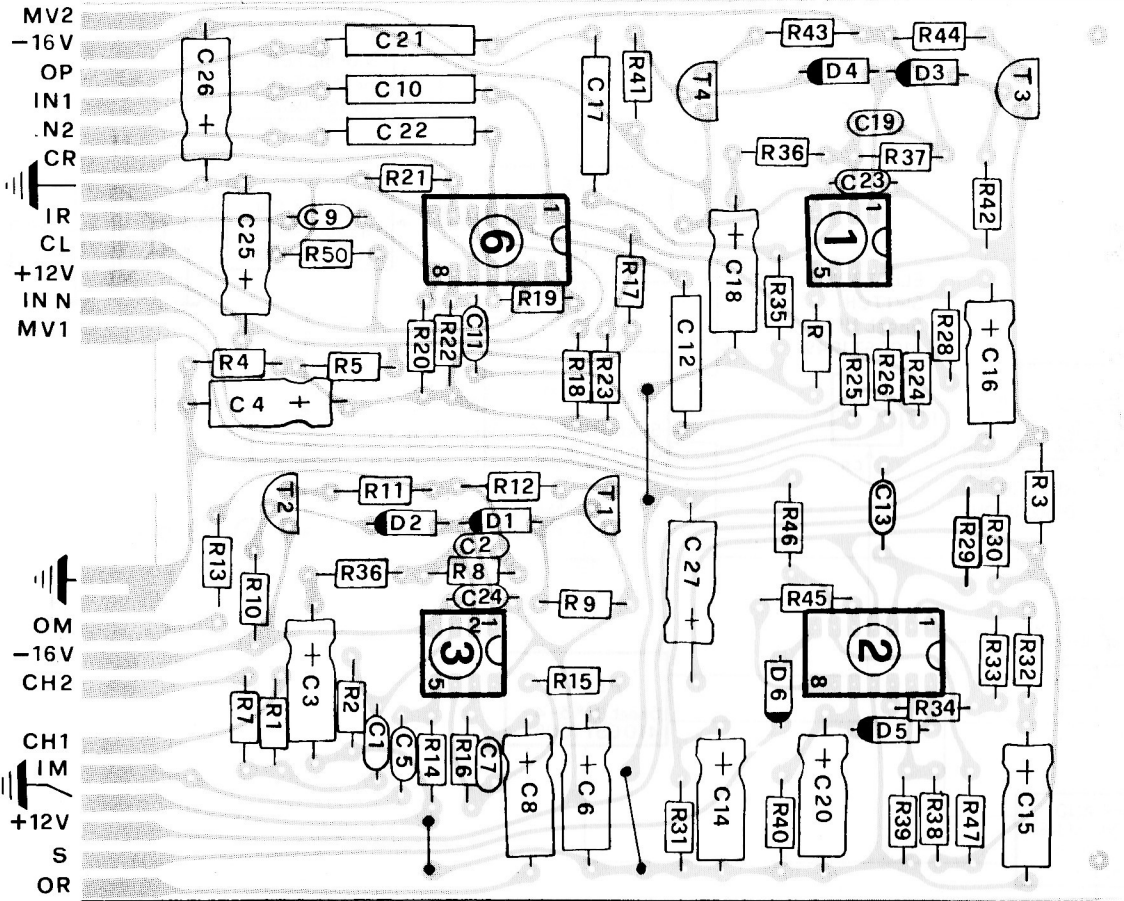 MV2
-16V
OP
IN1
.N2
CR
IR
CL
+12V
INN
MV1
OM
-16V
CH2
CH1
IM
+12V
S
OR
C26 +
C21
C10
C22
C17
R41
T4
R43
R44
D4
D3
T3
C19
R36
R37
C23
R42
R21
C25 +
C9
R50
6
1
8
R19
R17
+ C18
1
1
5
R35
R
R28
+ C16
R20
R22
C11
R18
R23
C12
R25
R26
R24
R4
R5
C4 +
T2
R11
R12
T1
D2
D1
C2
R13
R10
R36
R8
C24
R9
C27 +
R46
C13
R29
R30
R3
R45
+ C3
3
2
1
5
R15
D6
2
1
8
R33
R32
R34
D5
R7
R1
R2
C1
C5
R14
R16
C7
+ C8
+ C6
R31
+ C14
R40
+ C20
R39
R38
R47
+ C15